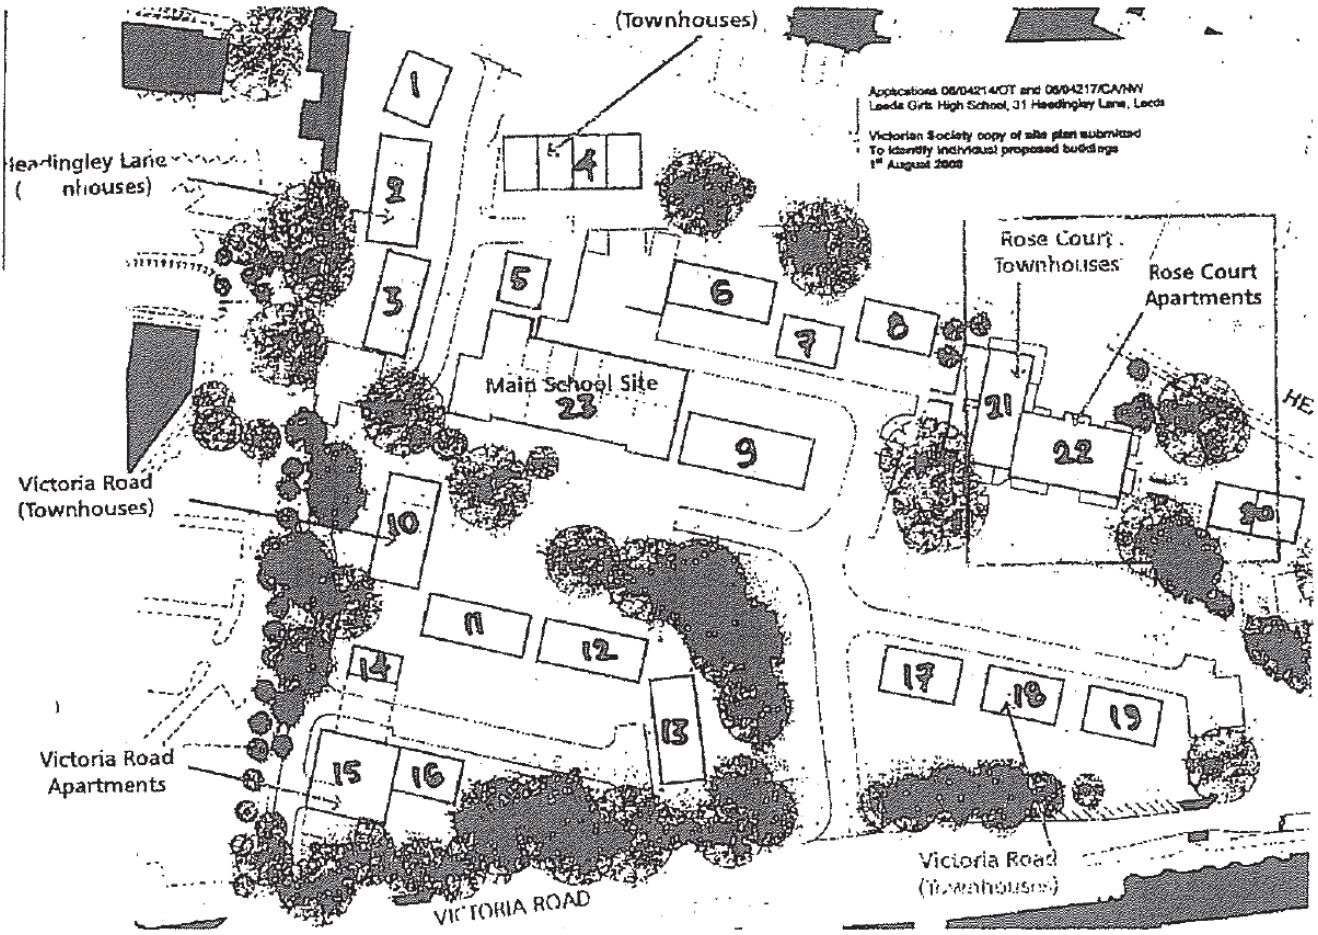 (Townhouses)
Applications 06/04214/OT and 06/04217/CA/NW
Leeds Girls High School, 31 Headingley Lane, Leeds
Victorian Society copy of site plan submitted
To identify individual proposed buildings
1st August 2008
1
2
3
4
5
6
7
8
9
10
11
12
13
14
15
16
17
18
19
21
22
eadingley Lane
( nhouses)
Rose Court
Townhouses
Rose Court
Apartments
Main School Site
23
HE
Victoria Road
(Townhouses)
Victoria Road
Apartments
Victoria Road
(Townhouses)
VICTORIA ROAD